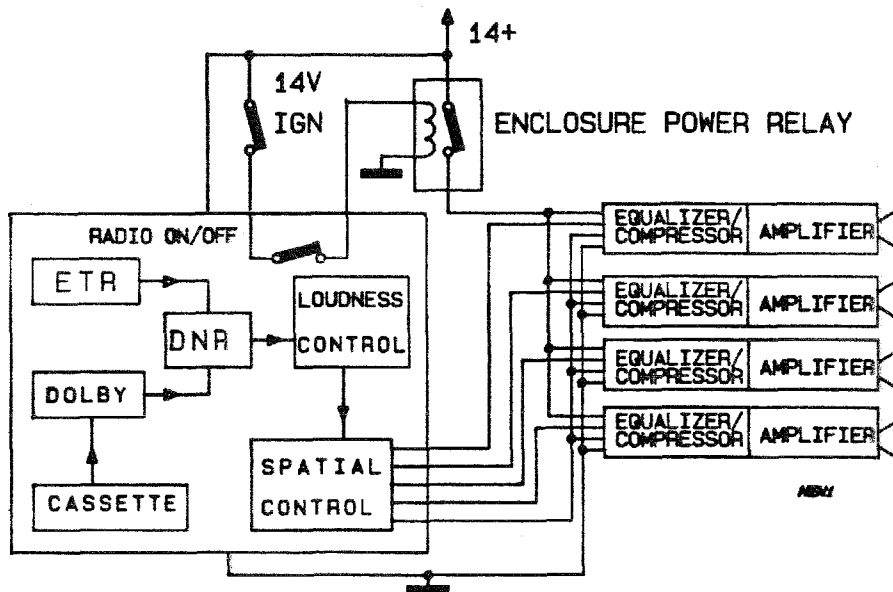 14+
14V
IGN
ENCLOSURE POWER RELAY
RADIO ON/OFF
ETR
DNR
LOUDNESS
CONTROL
DOLBY
CASSETTE
SPATIAL
CONTROL
EQUALIZER/
COMPRESSOR
AMPLIFIER
EQUALIZER/
COMPRESSOR
AMPLIFIER
EQUALIZER/
COMPRESSOR
AMPLIFIER
EQUALIZER/
COMPRESSOR
AMPLIFIER